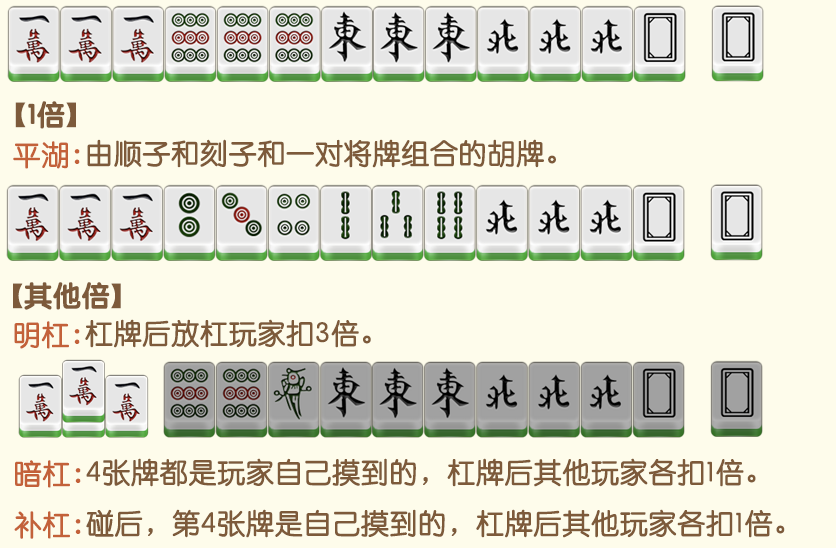 一萬 一萬 一萬 東 東 東 北 北 北
【1倍】
平湖:由顺子和刻子和一对将牌组合的胡牌。
一萬 一萬 一萬 北 北 北
【其他倍】
明杠:杠牌后放杠玩家扣3倍。
一萬 一萬 一萬 東 東 東 北 北 北
暗杠:4张牌都是玩家自己摸到的，杠牌后其他玩家各扣1倍。
补杠:碰后，第4张牌是自己摸到的，杠牌后其他玩家各扣1倍。